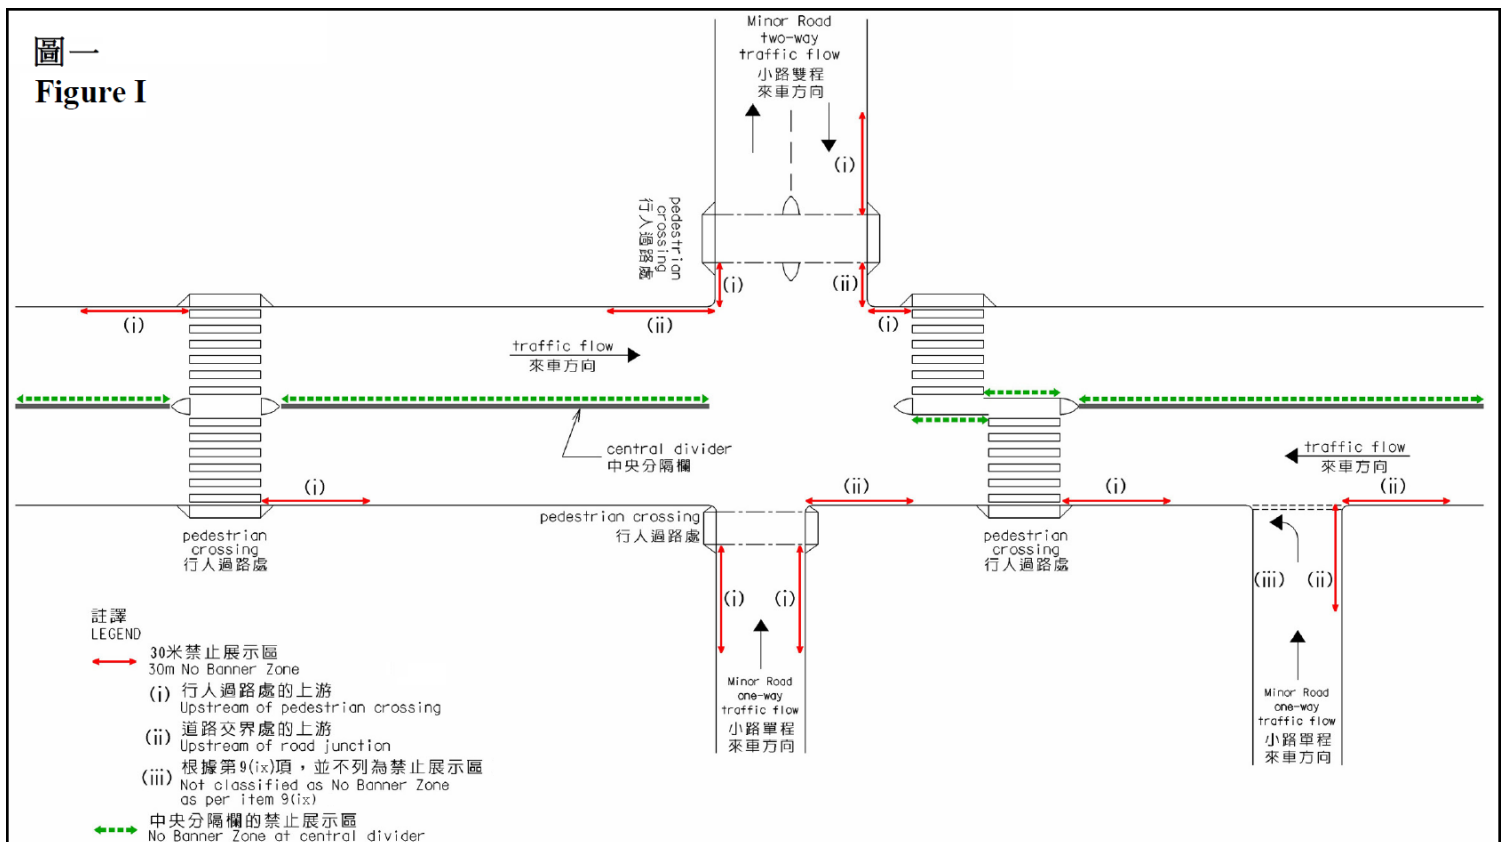 圖一
Figure I
Minor Road
two-way
traffic flow
小路雙程
來車方向
(i)
pedestrian
crossing
行人過路處
(i)
(ii)
(i)
(ii)
(i)
traffic flow
來車方向
central divider
中央分隔欄
traffic flow
來車方向
(i)
(ii)
(i)
(ii)
pedestrian crossing
行人過路處
pedestrian
crossing
行人過路處
pedestrian
crossing
行人過路處
(iii)
(ii)
(i)
(i)
Minor Road
one-way
traffic flow
小路單程
來車方向
Minor Road
one-way
traffic flow
小路單程
來車方向
註譯
LEGEND
30米禁止展示區
30m No Banner Zone
(i) 行人過路處的上游
Upstream of pedestrian crossing
(ii) 道路交界處的上游
Upstream of road junction
(iii) 根據第9(ix)項，並不列為禁止展示區
Not classified as No Banner Zone
as per item 9(ix)
中央分隔欄的禁止展示區
No Banner Zone at central divider